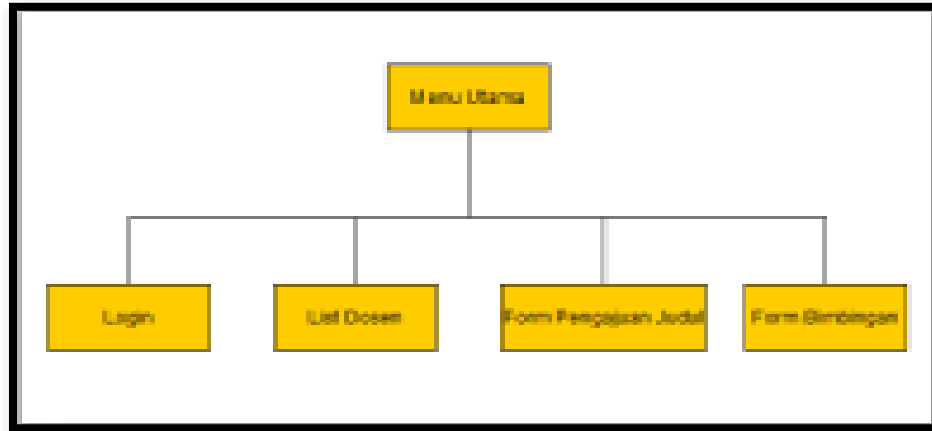 Menu Utama
Login
List Dosen
Form Pengajuan Judul
Form Bimbingan